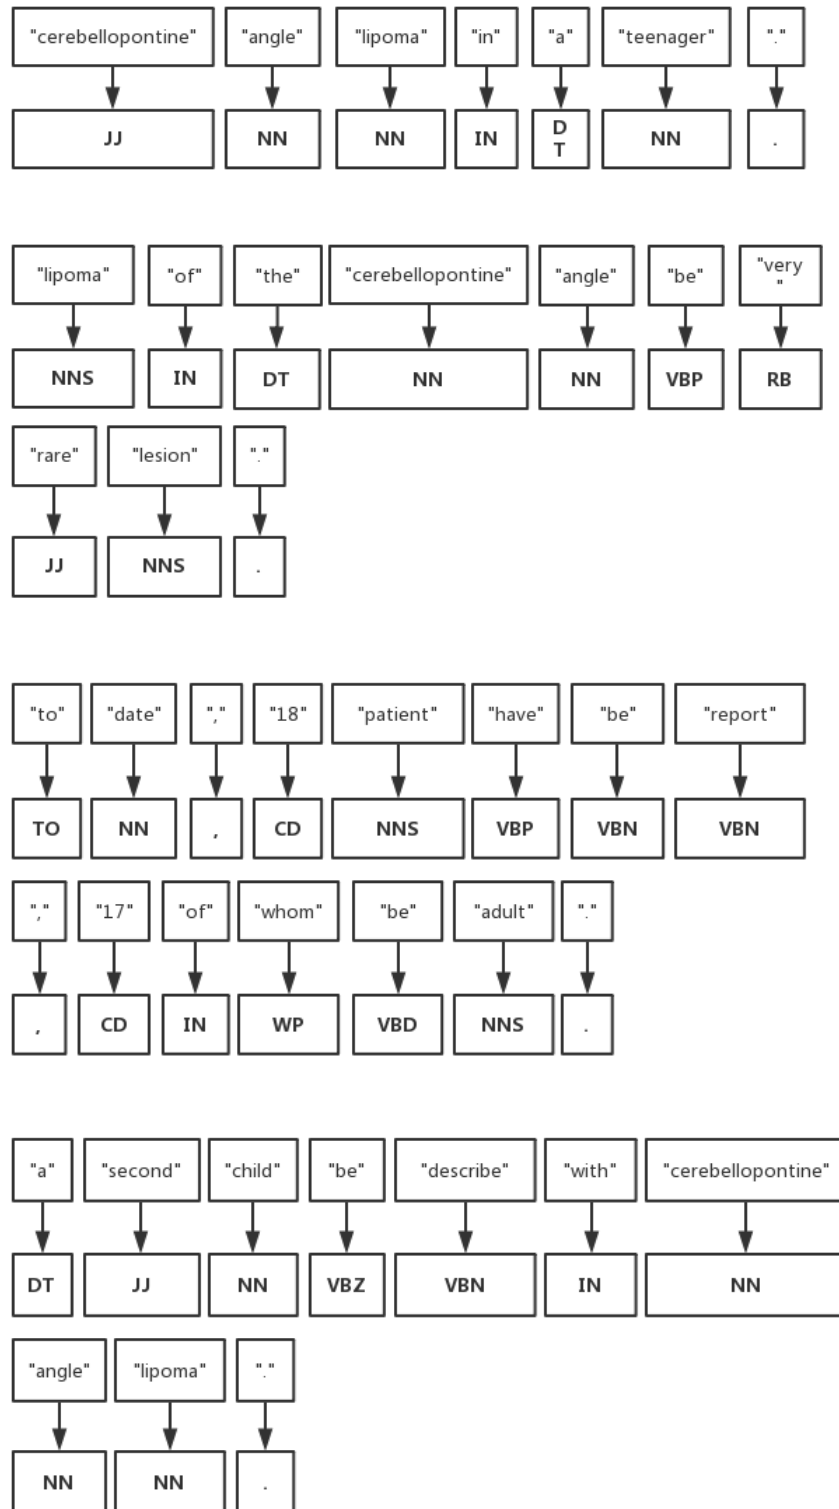 "cerebellopontine" "angle" "lipoma" "in" "a" "teenager" "."
JJ NN NN IN D
T NN .
"lipoma" "of" "the" "cerebellopontine" "angle" "be" "very
"
NNS IN DT NN NN VBP RB
"rare" "lesion" "."
JJ NNS .
"to" "date" "," "18" "patient" "have" "be" "report"
TO NN , CD NNS VBP VBN VBN
"," "17" "of" "whom" "be" "adult" "."
, CD IN WP VBD NNS .
"a" "second" "child" "be" "describe" "with" "cerebellopontine"
DT JJ NN VBZ VBN IN NN
"angle" "lipoma" "."
NN NN .